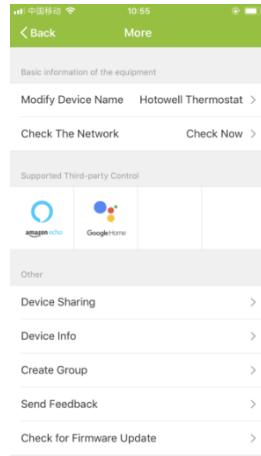 中国移动 10:55
Back More
Basic information of the equipment
Modify Device Name Hotowell Thermostat
Check The Network Check Now
Supported Third-party Control
amazon echo Google Home
Other
Device Sharing
Device Info
Create Group
Send Feedback
Check for Firmware Update